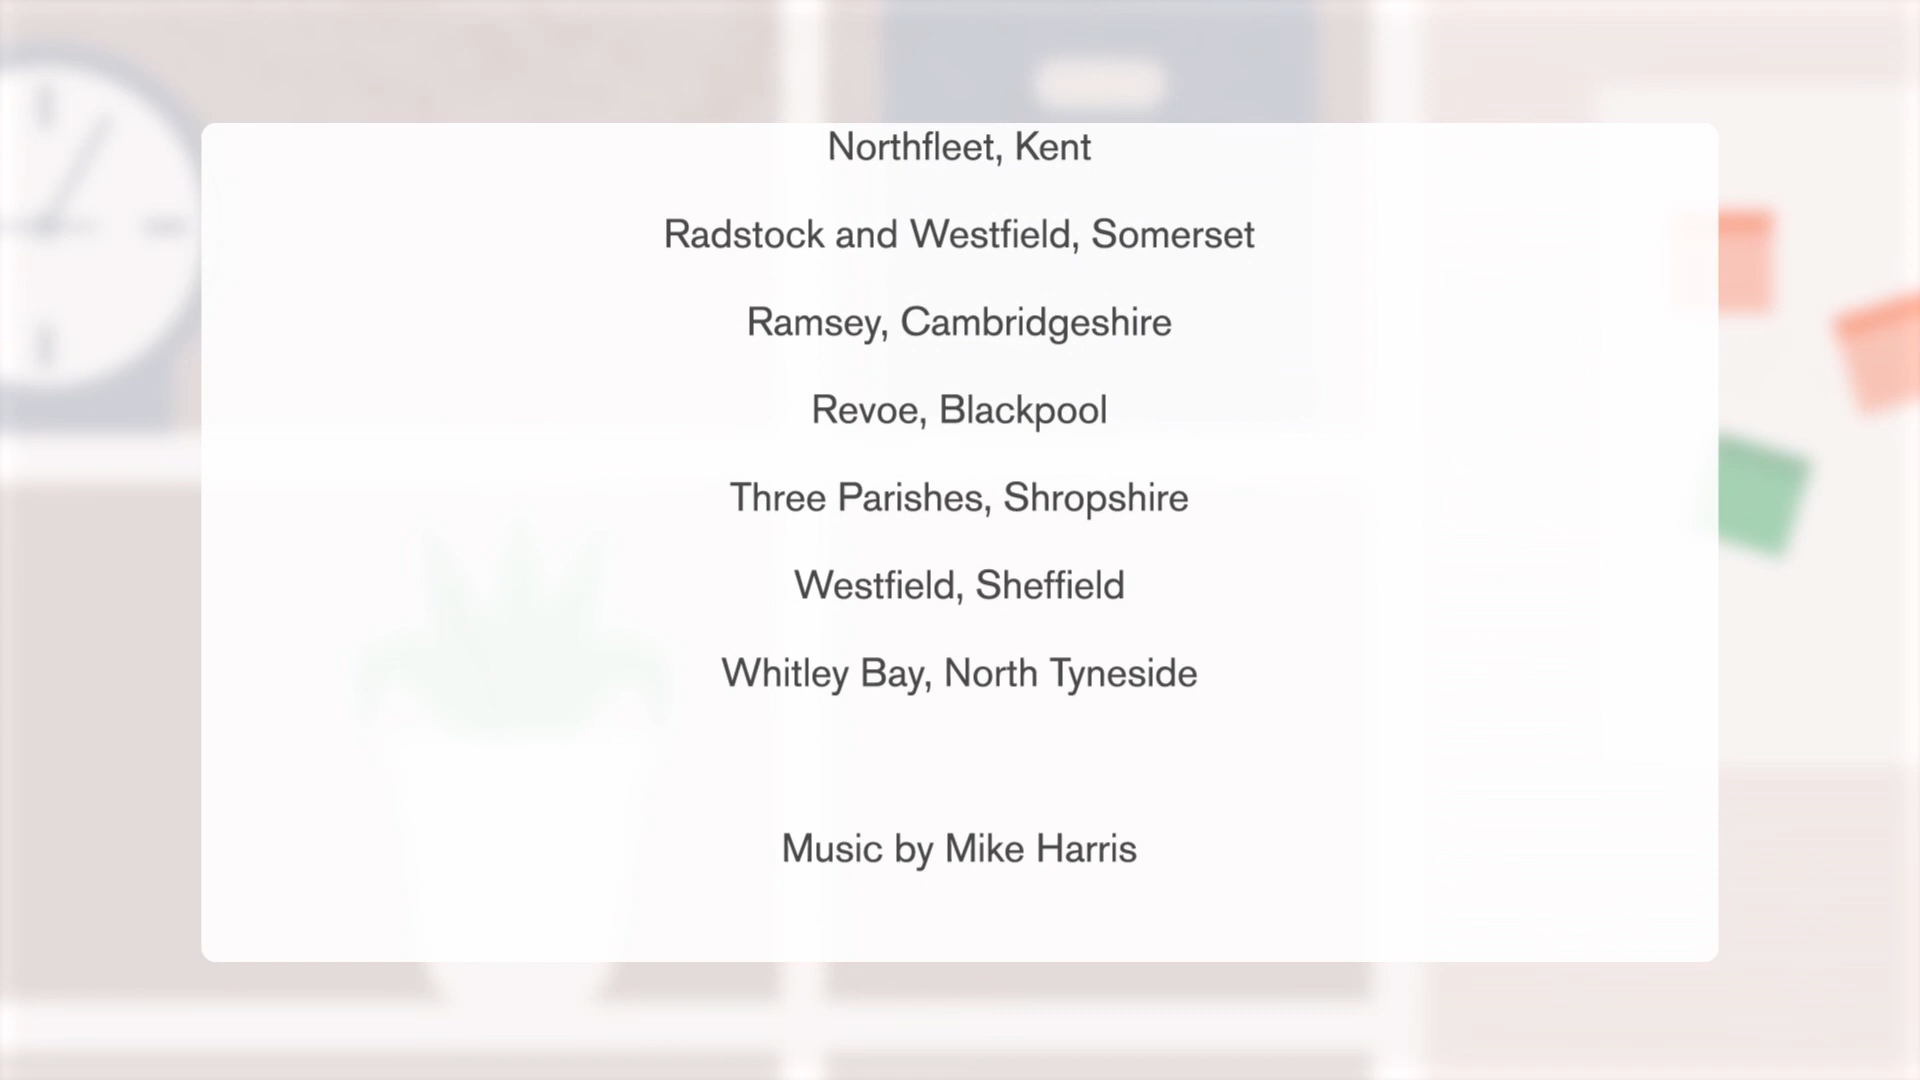 Northfleet, Kent
Radstock and Westfield, Somerset
Ramsey, Cambridgeshire
Revoe, Blackpool
Three Parishes, Shropshire
Westfield, Sheffield
Whitley Bay, North Tyneside
Music by Mike Harris